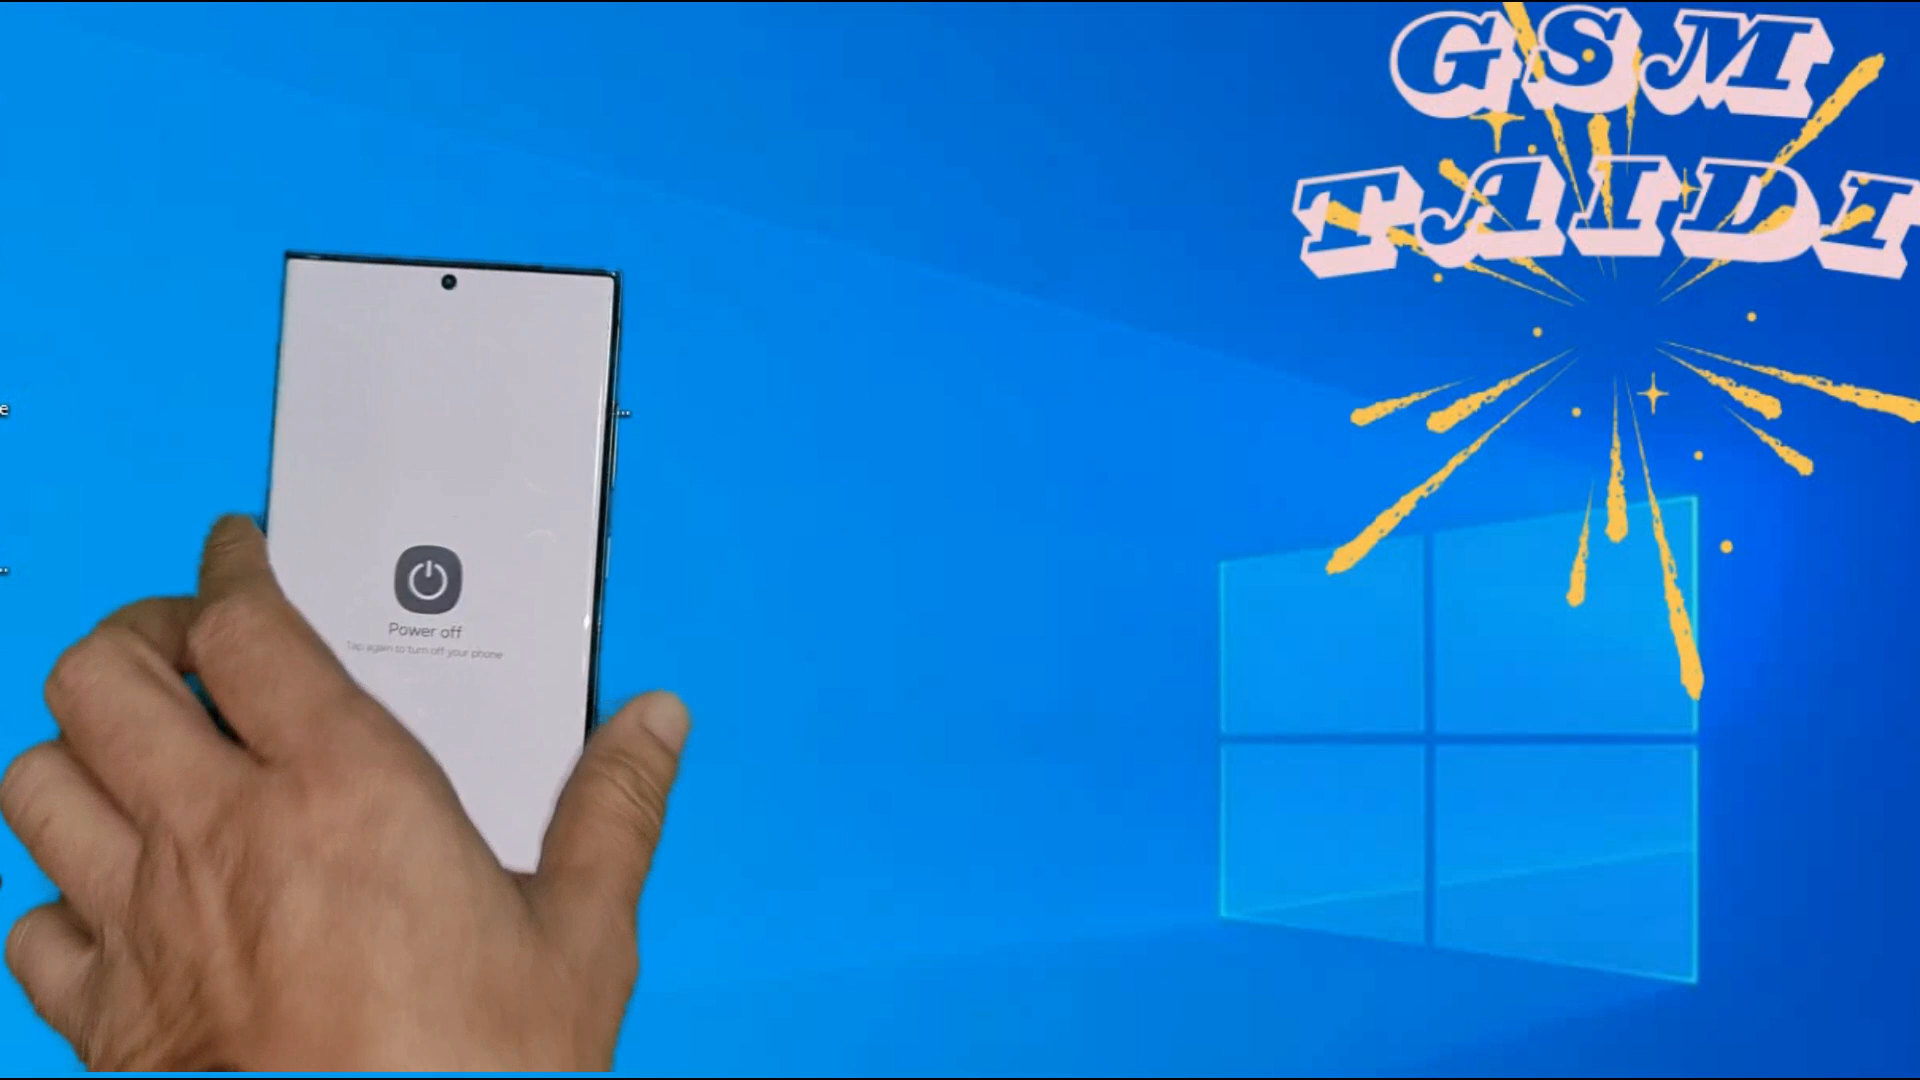 GSM
TAIDI
e
...
...
Power off
Tap again to turn off your phone